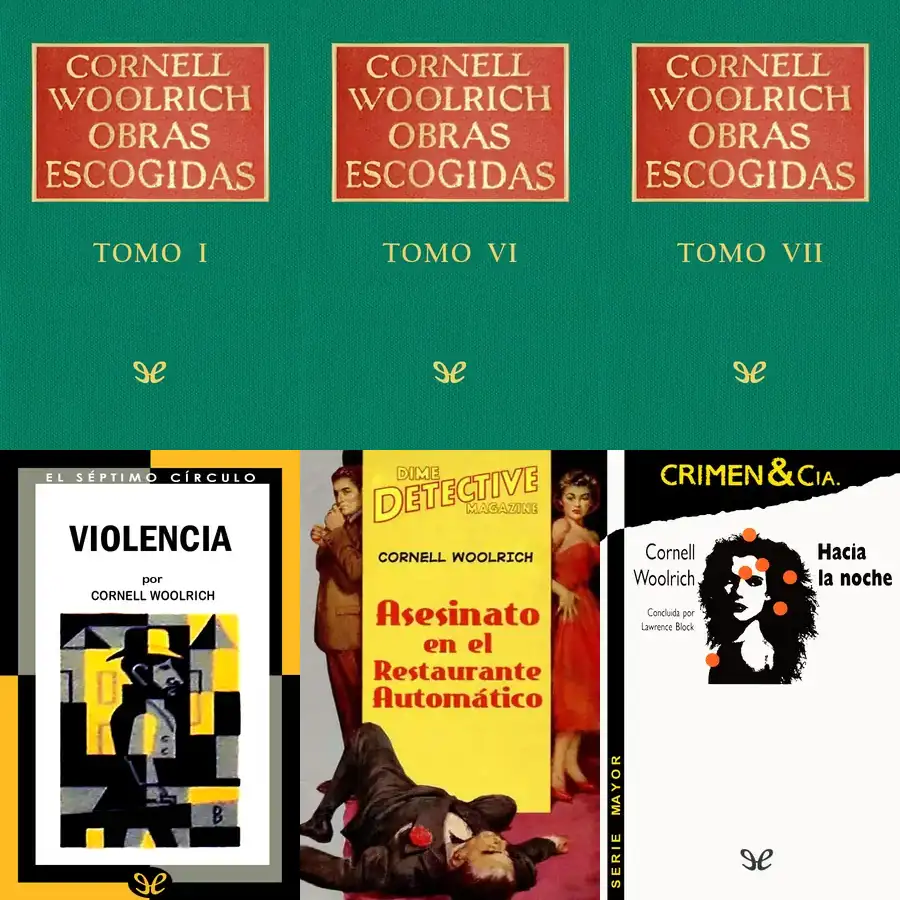 CORNELL
WOOLRICH
OBRAS
ESCOGIDAS
TOMO I
CORNELL
WOOLRICH
OBRAS
ESCOGIDAS
TOMO VI
CORNELL
WOOLRICH
OBRAS
ESCOGIDAS
TOMO VII
EL SÉPTIMO CÍRCULO
VIOLENCIA
por
CORNELL WOOLRICH
B
DIME
DETECTIVE
MAGAZINE
CORNELL WOOLRICH
Asesinato
en el
Restaurante
Automático
CRIMEN & CIA.
Cornell
Woolrich
Concluida por
Lawrence Block
Hacia
la noche
SERIE MAYOR